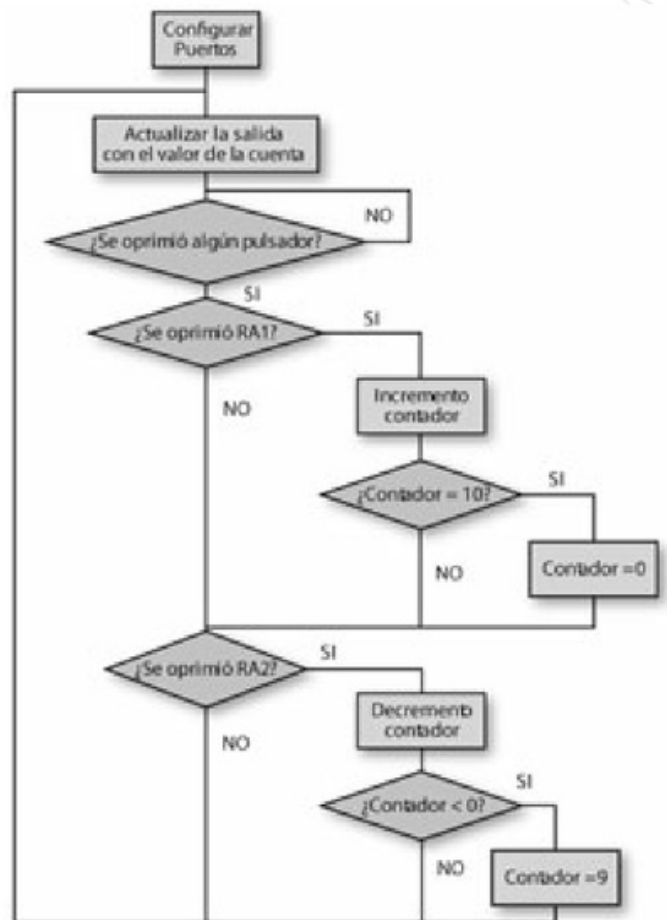 Configurar
Puertos
Actualizar la salida
con el valor de la cuenta
NO
¿Se oprimió algún pulsador?
SI
¿Se oprimió RA1?
SI
NO
Incremento
contador
¿Contador = 10?
SI
NO
Contador =0
¿Se oprimió RA2?
SI
NO
Decremento
contador
¿Contador < 0?
SI
NO
Contador =9